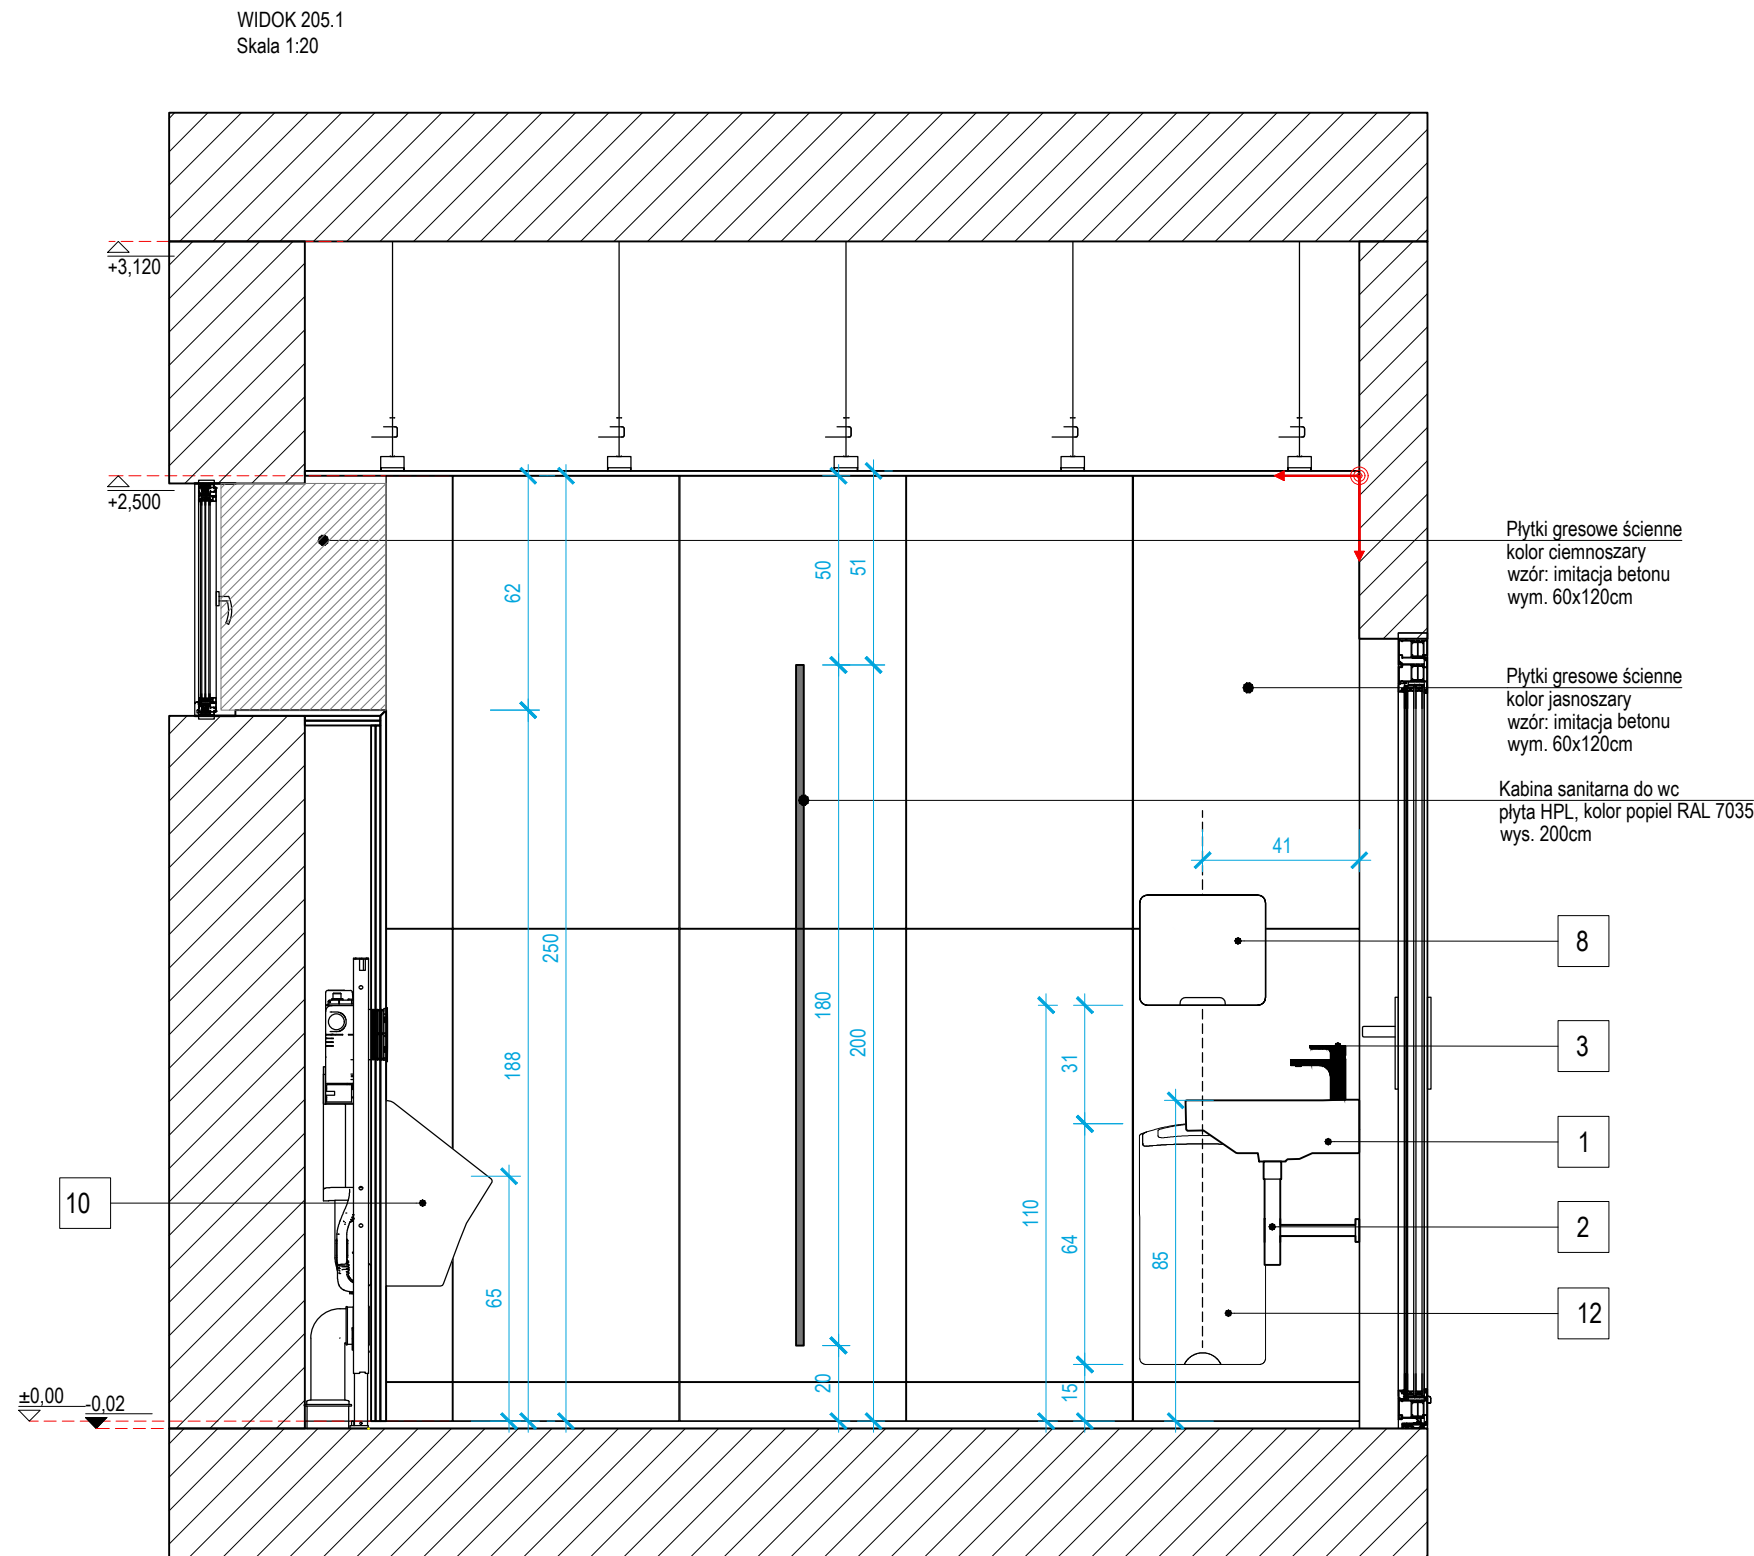 WIDOK 205.1
Skala 1:20
+3,120
+2,500
Płytki gresowe ścienne
kolor ciemnoszary
wzór: imitacja betonu
wym. 60x120cm
50
51
62
Płytki gresowe ścienne
kolor jasnoszary
wzór: imitacja betonu
wym. 60x120cm
Kabina sanitarna do wc
płyta HPL, kolor popiel RAL 7035
wys. 200cm
41
8
250
180
200
188
31
3
1
10
110
64
85
2
65
12
20
15
±0,00
-0,02